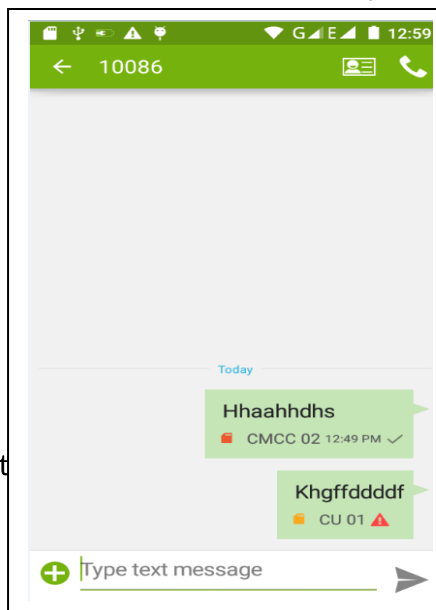 G E 12:59
10086
Today
Hhaahhdhs
CMCC 02 12:49 PM
t
Khgffddddf
CU 01
Type text message